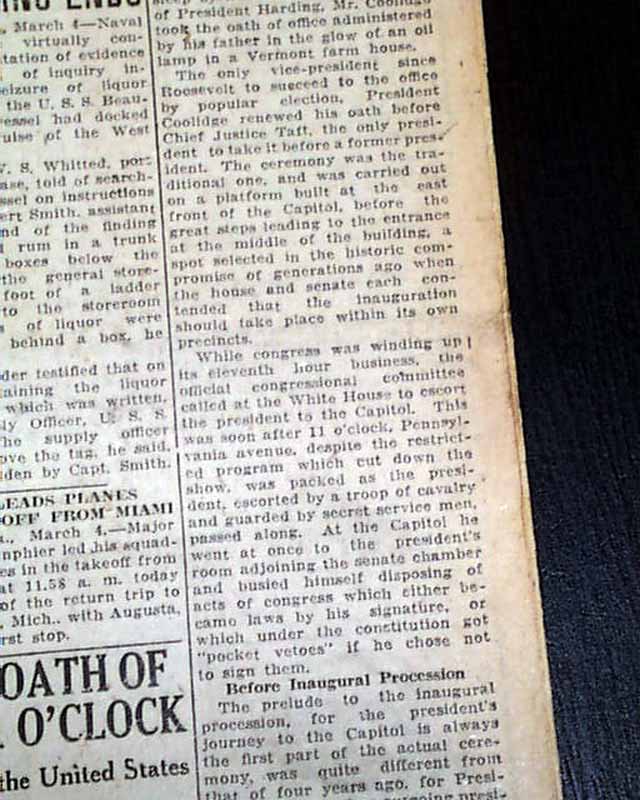 ING ENDS
March 4—Naval
virtually con-
tation of evidence
of inquiry in-
seizure of liquor
the U. S. S. Beau-
essel had docked
ulse of the West
W. S. Whitted, port
ase, told of search-
ssel on instructions
ert Smith, assistant
nd of the finding
d rum in a trunk
boxes below the
the general store-
foot of a ladder
to the storeroom
s of liquor were
behind a box, he
der testified that on
taining the liquor
which was written,
ly Officer, U. S. S.
he supply officer
ove the tag, he said,
dden by Capt. Smith.
LEADS PLANES
OFF FROM MIAMI
a., March 4.—Major
nphier led his squad-
es in the takeoff from
at 11.58 a. m. today
of the return trip to
, Mich., with Augusta,
rst stop.
OATH OF
O'CLOCK
the United States
of President Harding, Mr. Coolidge
took the oath of office administered
by his father in the glow of an oil
lamp in a Vermont farm house.
The only vice-president since
Roosevelt to succeed to the office
by popular election, President
Coolidge renewed his oath before
Chief Justice Taft, the only presi-
dent to take it before a former pres-
ident. The ceremony was the tra-
ditional one, and was carried out
on a platform built at the east
front of the Capitol, before the
great steps leading to the entrance
at the middle of the building, a
spot selected in the historic com-
promise of generations ago when
the house and senate each con-
tended that the inauguration
should take place within its own
precincts.
While congress was winding up
its eleventh hour business, the
official congressional committee
called at the White House to escort
the president to the Capitol. This
was soon after 11 o'clock. Pennsyl-
vania avenue, despite the restrict-
ed program which cut down the
show, was packed as the presi-
dent, escorted by a troop of cavalry
and guarded by secret service men,
passed along. At the Capitol he
went at once to the president's
room adjoining the senate chamber
and busied himself disposing of
acts of congress which either be-
came laws by his signature, or
which under the constitution got
"pocket vetoes" if he chose not
to sign them.
Before Inaugural Procession
The prelude to the inaugural
procession, for the president's
journey to the Capitol is always
the first part of the actual cere-
mony, was quite different from
that of four years ago, for Presi-